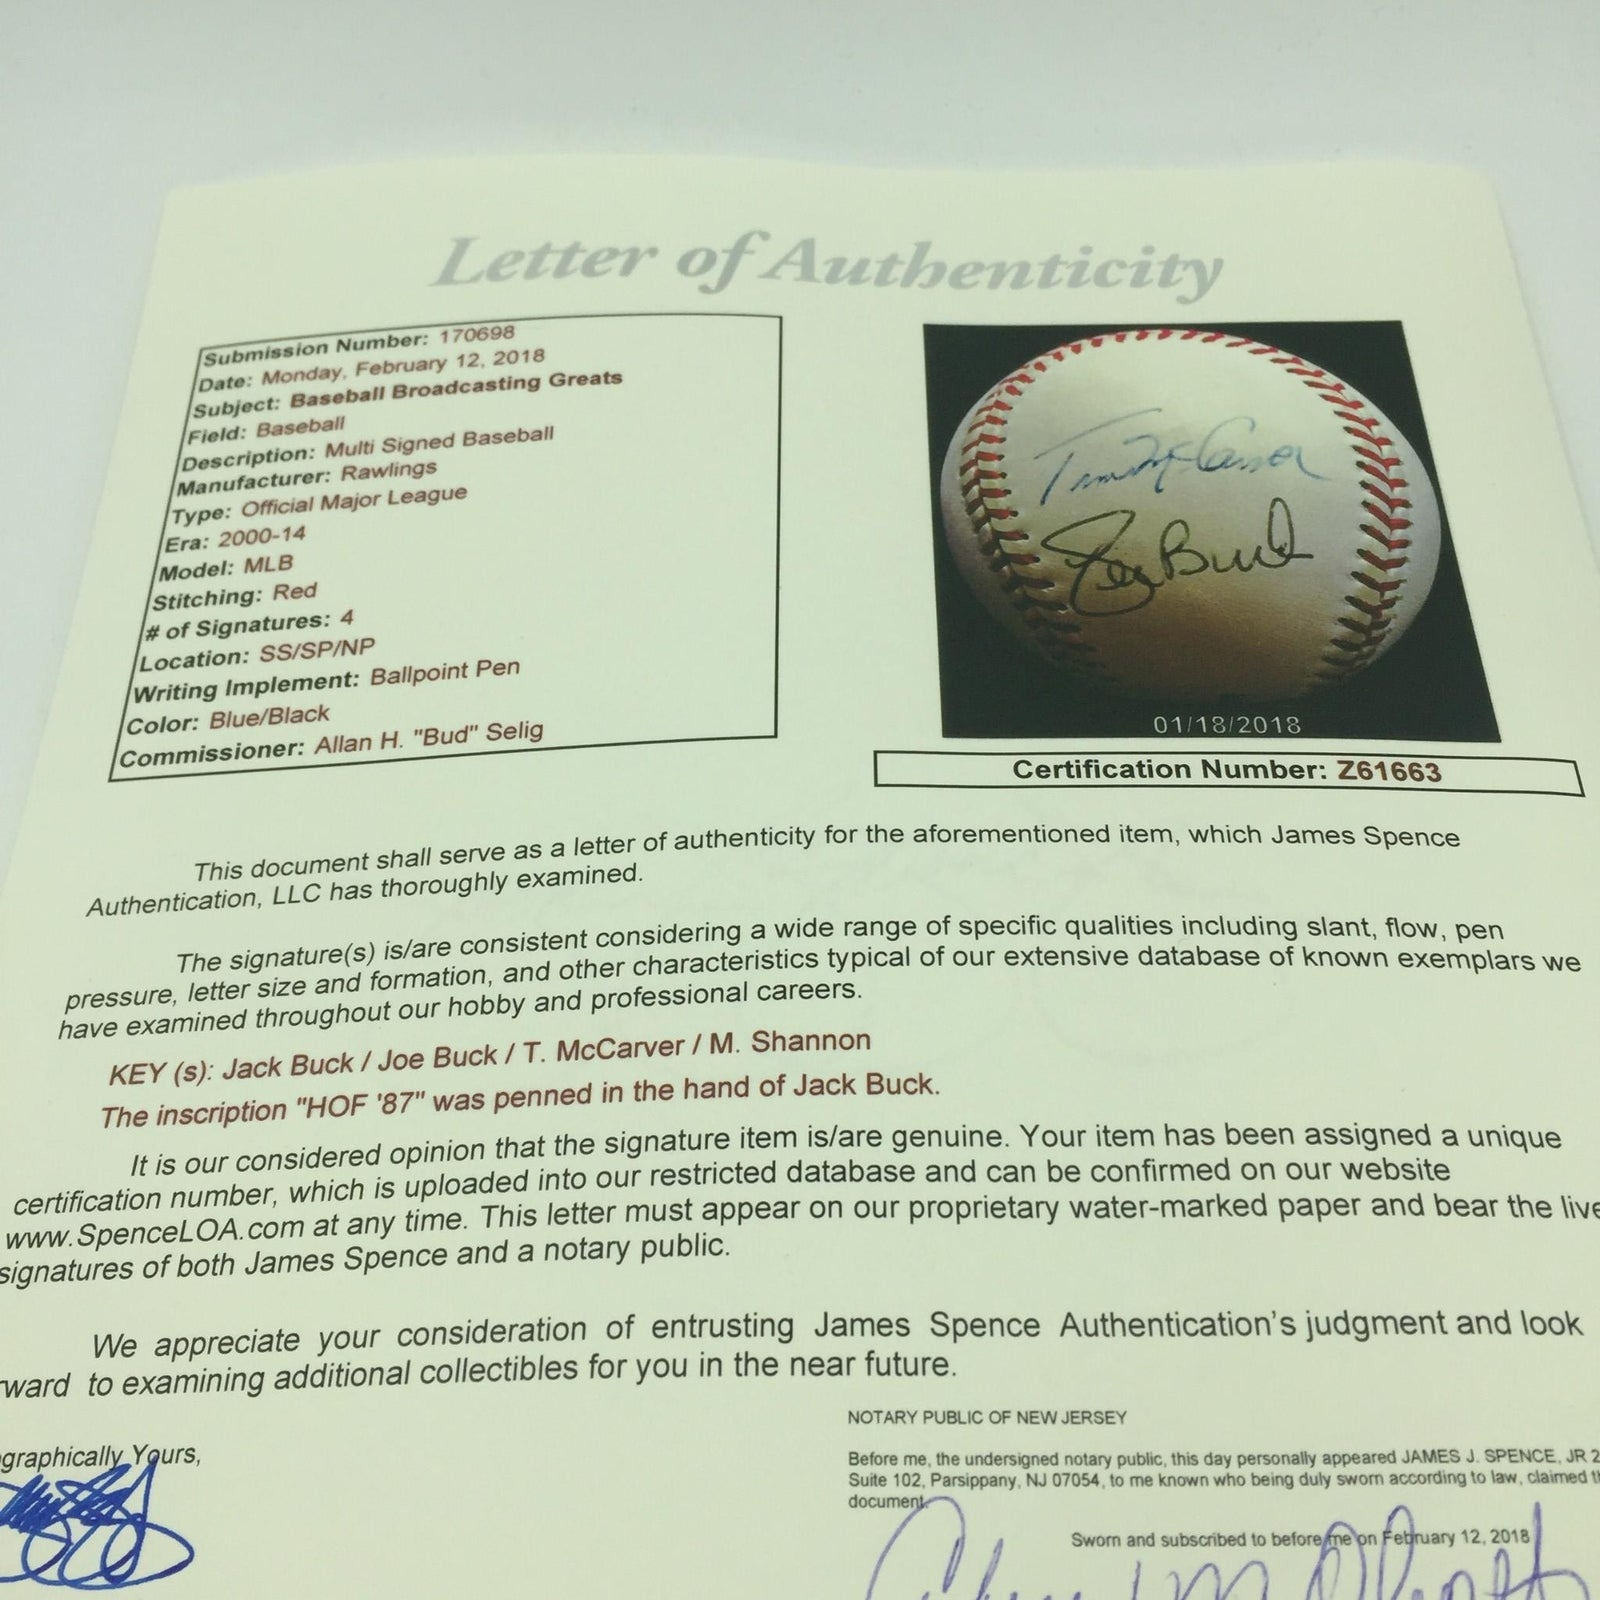 Letter of Authenticity
Submission Number: 170698
Date: Monday, February 12, 2018
Subject: Baseball Broadcasting Greats
Field: Baseball
Description: Multi Signed Baseball
Manufacturer: Rawlings
Type: Official Major League
Era: 2000-14
Model: MLB
Stitching: Red
# of Signatures: 4
Location: SS/SP/NP
Writing Implement: Ballpoint Pen
Color: Blue/Black
Commissioner: Allan H. "Bud" Selig
Tim McCarver
Joe Buck
01/18/2018
Certification Number: Z61663
This document shall serve as a letter of authenticity for the aforementioned item, which James Spence
Authentication, LLC has thoroughly examined.
The signature(s) is/are consistent considering a wide range of specific qualities including slant, flow, pen
pressure, letter size and formation, and other characteristics typical of our extensive database of known exemplars we
have examined throughout our hobby and professional careers.
KEY (s): Jack Buck / Joe Buck / T. McCarver / M. Shannon
The inscription "HOF '87" was penned in the hand of Jack Buck.
It is our considered opinion that the signature item is/are genuine. Your item has been assigned a unique
certification number, which is uploaded into our restricted database and can be confirmed on our website
www.SpenceLOA.com at any time. This letter must appear on our proprietary water-marked paper and bear the live
signatures of both James Spence and a notary public.
We appreciate your consideration of entrusting James Spence Authentication's judgment and look
ward to examining additional collectibles for you in the near future.
graphically Yours,
NOTARY PUBLIC OF NEW JERSEY
Before me, the undersigned notary public, this day personally appeared JAMES J. SPENCE, JR 2
Suite 102, Parsippany, NJ 07054, to me known who being duly sworn according to law, claimed th
document.
Sworn and subscribed to before me on February 12, 2018